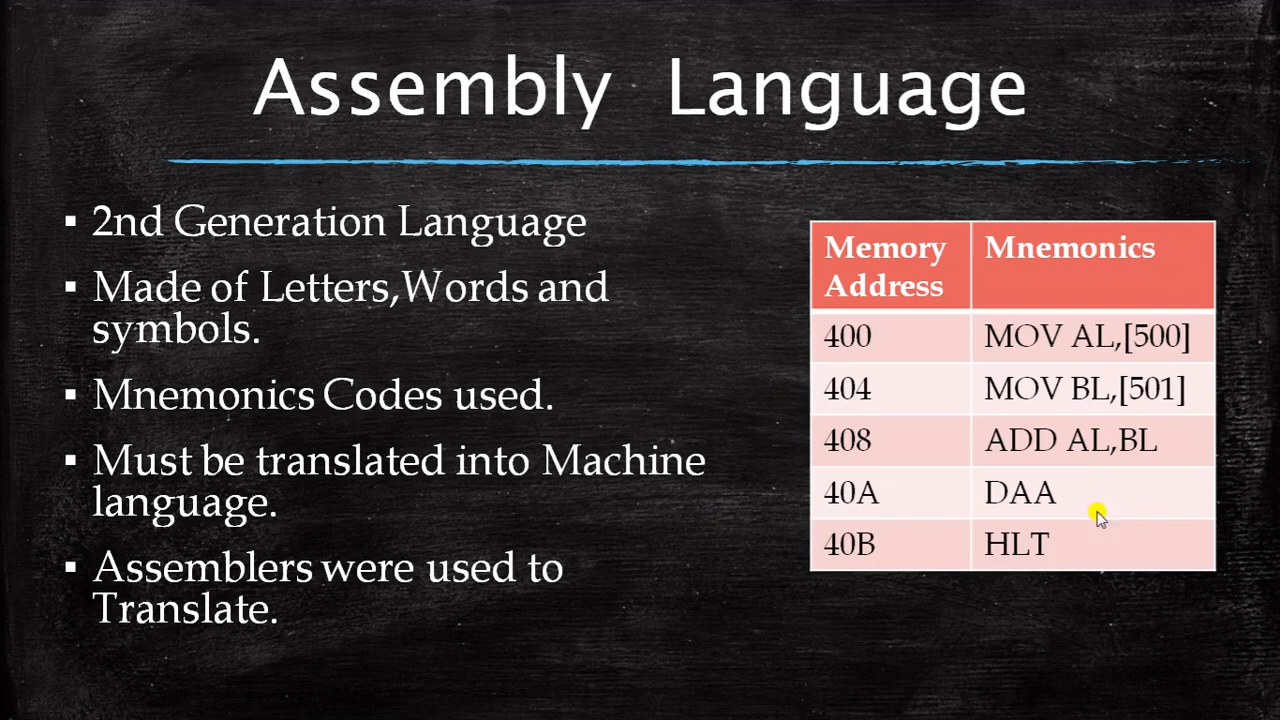 Assembly Language
▪ 2nd Generation Language
▪ Made of Letters,Words and
symbols.
▪ Mnemonics Codes used.
▪ Must be translated into Machine
language.
▪ Assemblers were used to
Translate.
Memory Address Mnemonics
400 MOV AL,[500]
404 MOV BL,[501]
408 ADD AL,BL
40A DAA
40B HLT